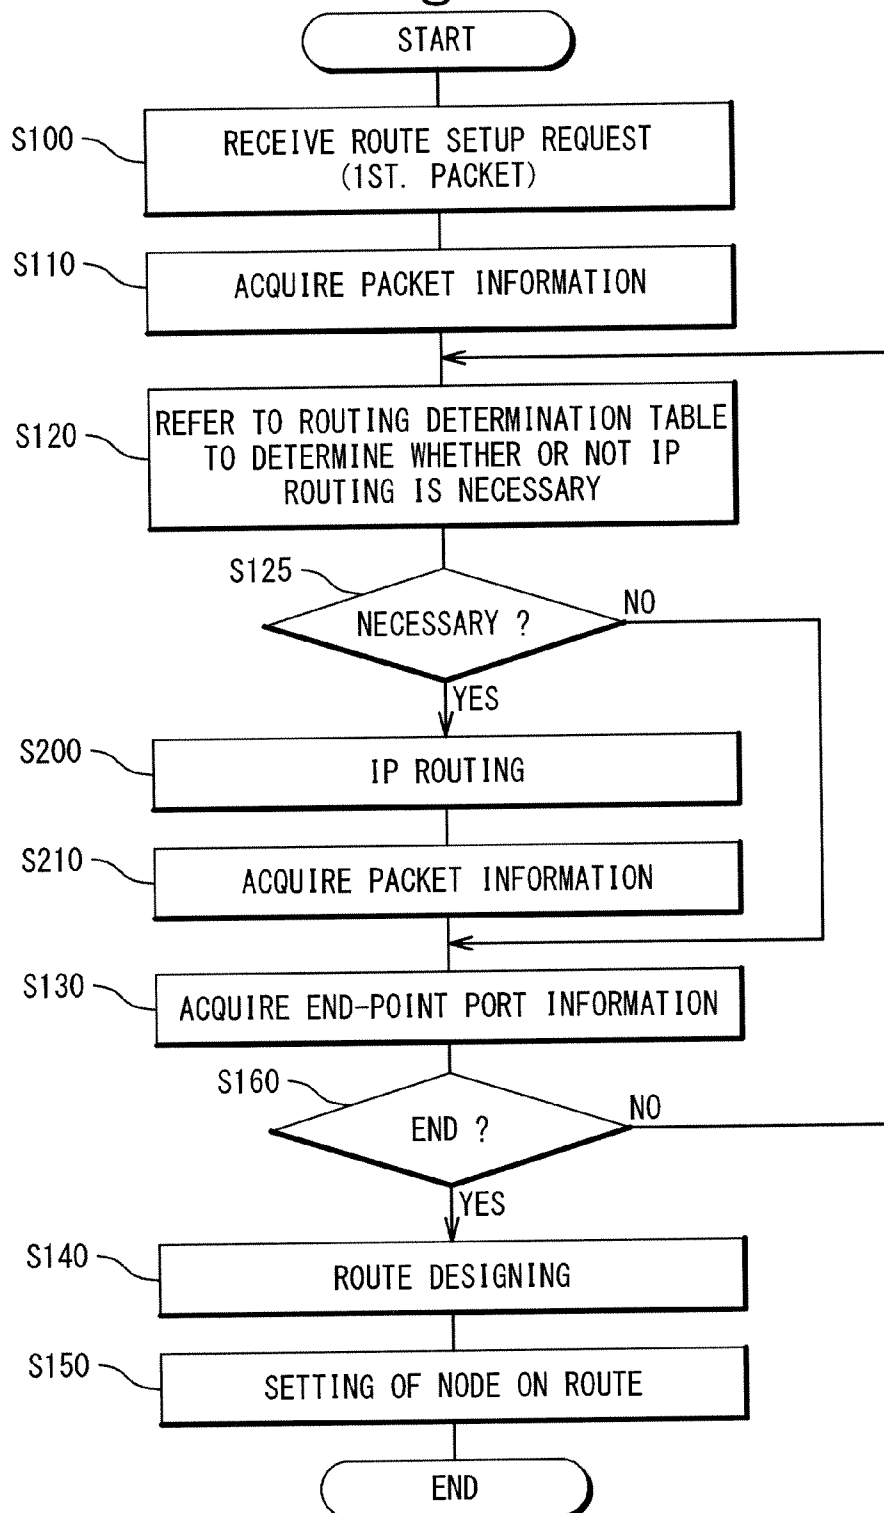 START
S100
RECEIVE ROUTE SETUP REQUEST
(1ST. PACKET)
S110
ACQUIRE PACKET INFORMATION
S120
REFER TO ROUTING DETERMINATION TABLE
TO DETERMINE WHETHER OR NOT IP
ROUTING IS NECESSARY
S125
NECESSARY ?
NO
YES
S200
IP ROUTING
S210
ACQUIRE PACKET INFORMATION
S130
ACQUIRE END-POINT PORT INFORMATION
S160
END ?
NO
YES
S140
ROUTE DESIGNING
S150
SETTING OF NODE ON ROUTE
END